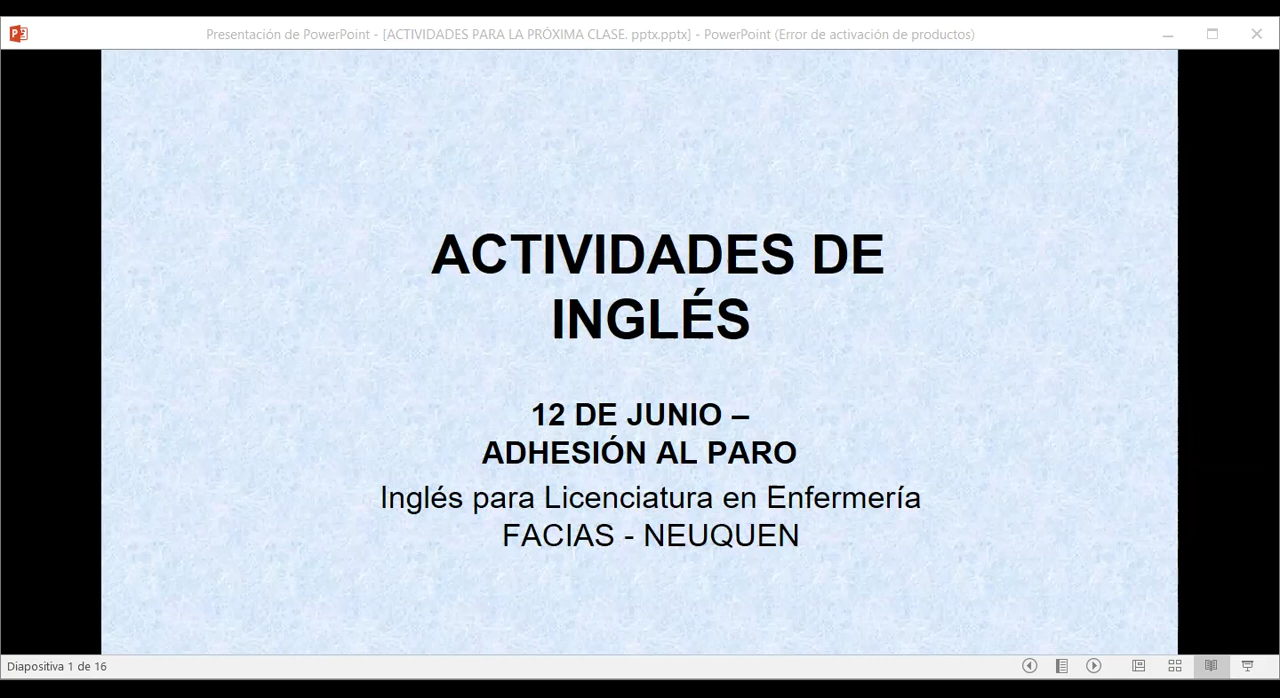 Presentación de PowerPoint - [ACTIVIDADES PARA LA PRÓXIMA CLASE. pptx.pptx] - PowerPoint (Error de activación de productos)
ACTIVIDADES DE
INGLÉS
12 DE JUNIO –
ADHESIÓN AL PARO
Inglés para Licenciatura en Enfermería
FACIAS - NEUQUEN
Diapositiva 1 de 16